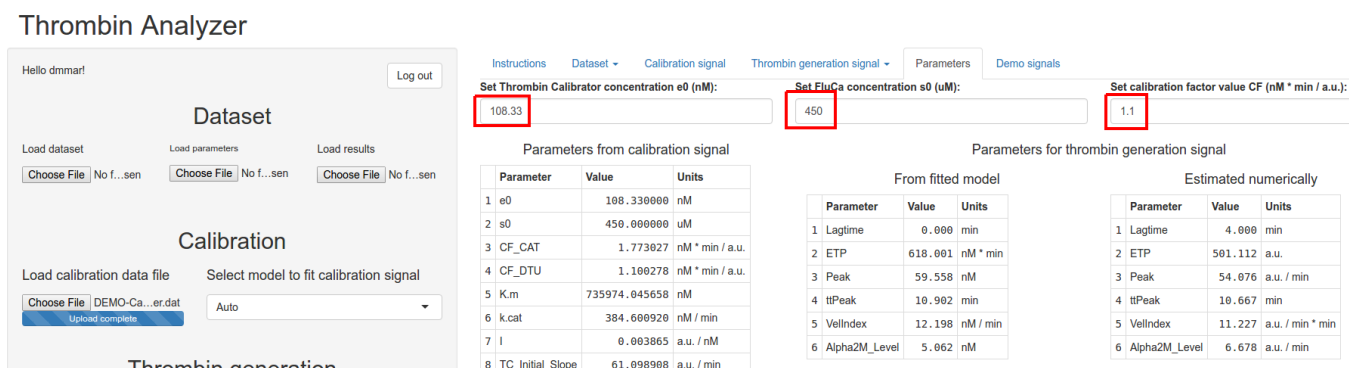 Thrombin Analyzer
Hello dmmar!
Log out
Dataset
Load dataset
Load parameters
Load results
Choose File No f...sen
Choose File No f...sen
Choose File No f...sen
Calibration
Load calibration data file
Select model to fit calibration signal
Choose File DEMO-Ca...er.dat
Auto
Upload complete
Thrombin generation
Instructions Dataset Calibration signal Thrombin generation signal Parameters Demo signals
Set Thrombin Calibrator concentration e0 (nM):
108.33
Set FluCa concentration s0 (uM):
450
Set calibration factor value CF (nM * min / a.u.):
1.1
Parameters from calibration signal
Parameter Value Units
1 e0 108.330000 nM
2 s0 450.000000 uM
3 CF_CAT 1.773027 nM * min / a.u.
4 CF_DTU 1.100278 nM * min / a.u.
5 K.m 735974.045658 nM
6 k.cat 384.600920 nM / min
7 l 0.003865 a.u. / nM
8 TC_Initial_Slope 61.098908 a.u. / min
Parameters for thrombin generation signal
From fitted model
Parameter Value Units
1 Lagtime 0.000 min
2 ETP 618.001 nM * min
3 Peak 59.558 nM
4 ttPeak 10.902 min
5 VelIndex 12.198 nM / min
6 Alpha2M_Level 5.062 nM
Estimated numerically
Parameter Value Units
1 Lagtime 4.000 min
2 ETP 501.112 a.u.
3 Peak 54.076 a.u. / min
4 ttPeak 10.667 min
5 VelIndex 11.227 a.u. / min * min
6 Alpha2M_Level 6.678 a.u. / min